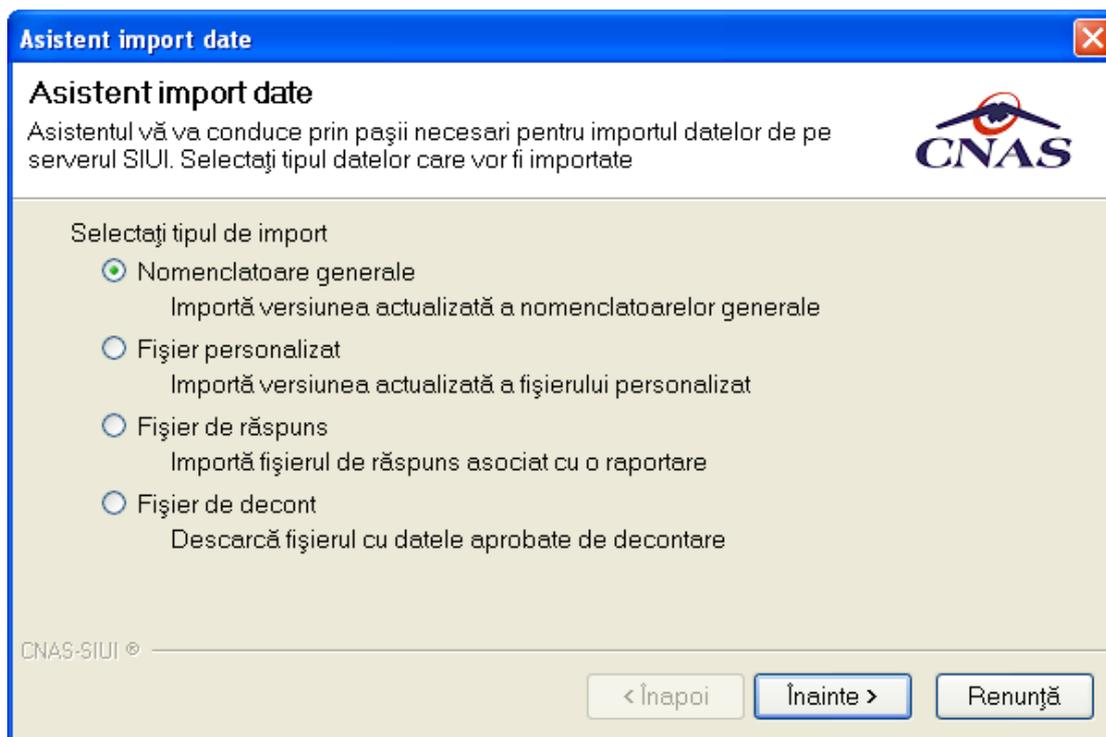 Asistent import date
Asistent import date
Asistentul vă va conduce prin paşii necesari pentru importul datelor de pe
serverul SIUI. Selectaţi tipul datelor care vor fi importate
CNAS
Selectaţi tipul de import
Nomenclatoare generale
Importă versiunea actualizată a nomenclatoarelor generale
Fişier personalizat
Importă versiunea actualizată a fişierului personalizat
Fişier de răspuns
Importă fişierul de răspuns asociat cu o raportare
Fişier de decont
Descarcă fişierul cu datele aprobate de decontare
CNAS-SIUI ®
< Înapoi
Înainte >
Renunţă